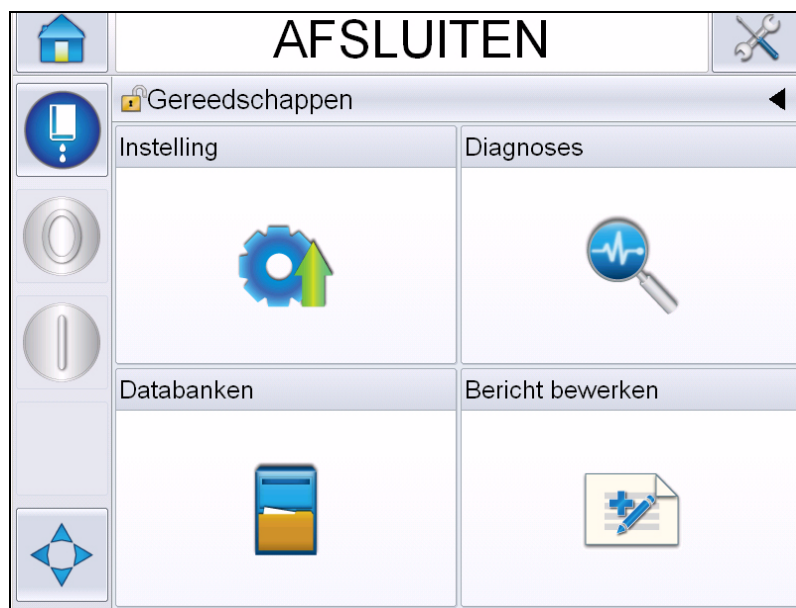 AFSLUITEN
Gereedschappen
Instelling
Diagnoses
Databanken
Bericht bewerken